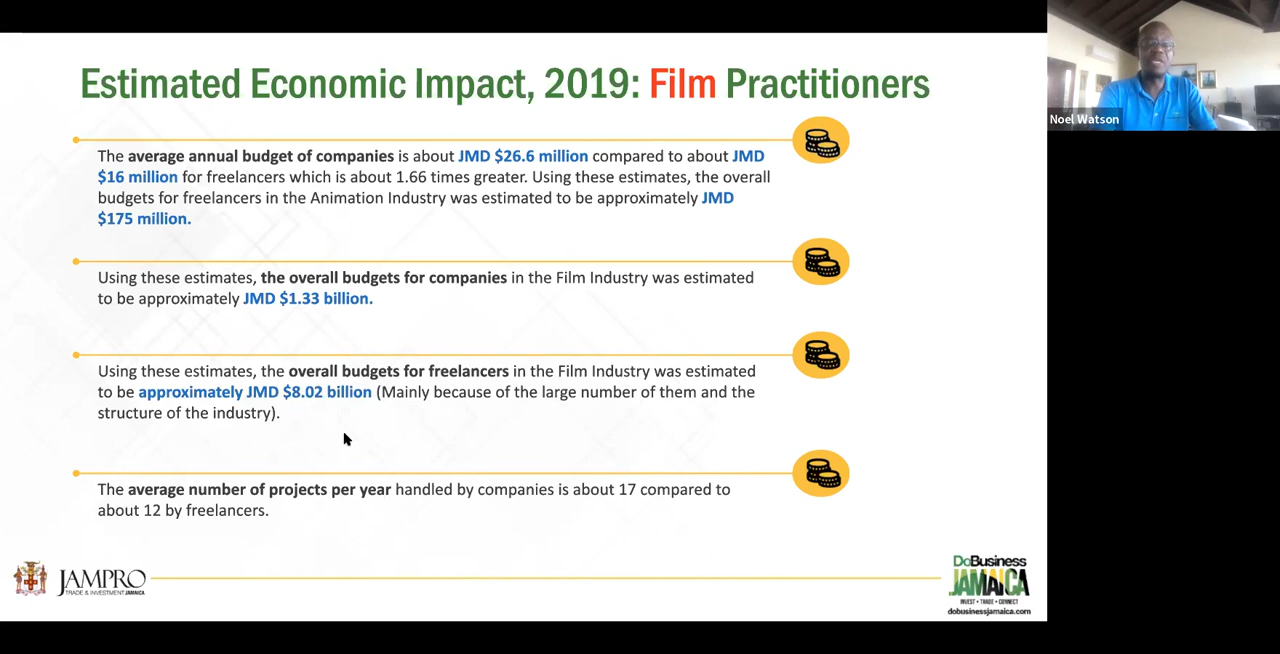 Estimated Economic Impact, 2019: Film Practitioners
Noel Watson
The average annual budget of companies is about JMD $26.6 million compared to about JMD
$16 million for freelancers which is about 1.66 times greater. Using these estimates, the overall
budgets for freelancers in the Animation Industry was estimated to be approximately JMD
$175 million.
Using these estimates, the overall budgets for companies in the Film Industry was estimated
to be approximately JMD $1.33 billion.
Using these estimates, the overall budgets for freelancers in the Film Industry was estimated
to be approximately JMD $8.02 billion (Mainly because of the large number of them and the
structure of the industry).
The average number of projects per year handled by companies is about 17 compared to
about 12 by freelancers.
JAMPRO
TRADE & INVESTMENT JAMAICA
DoBusiness
JAMAICA
INVEST • TRADE • CONNECT
dobusinessjamaica.com